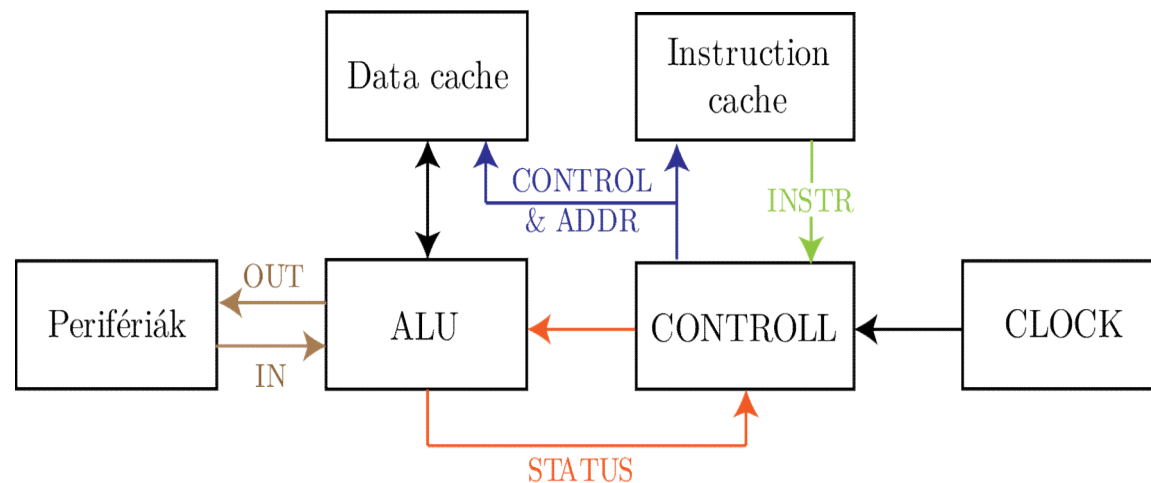 Data cache
Instruction
cache
CONTROL
& ADDR
INSTR
OUT
Perifériák
IN
ALU
CONTROLL
CLOCK
STATUS